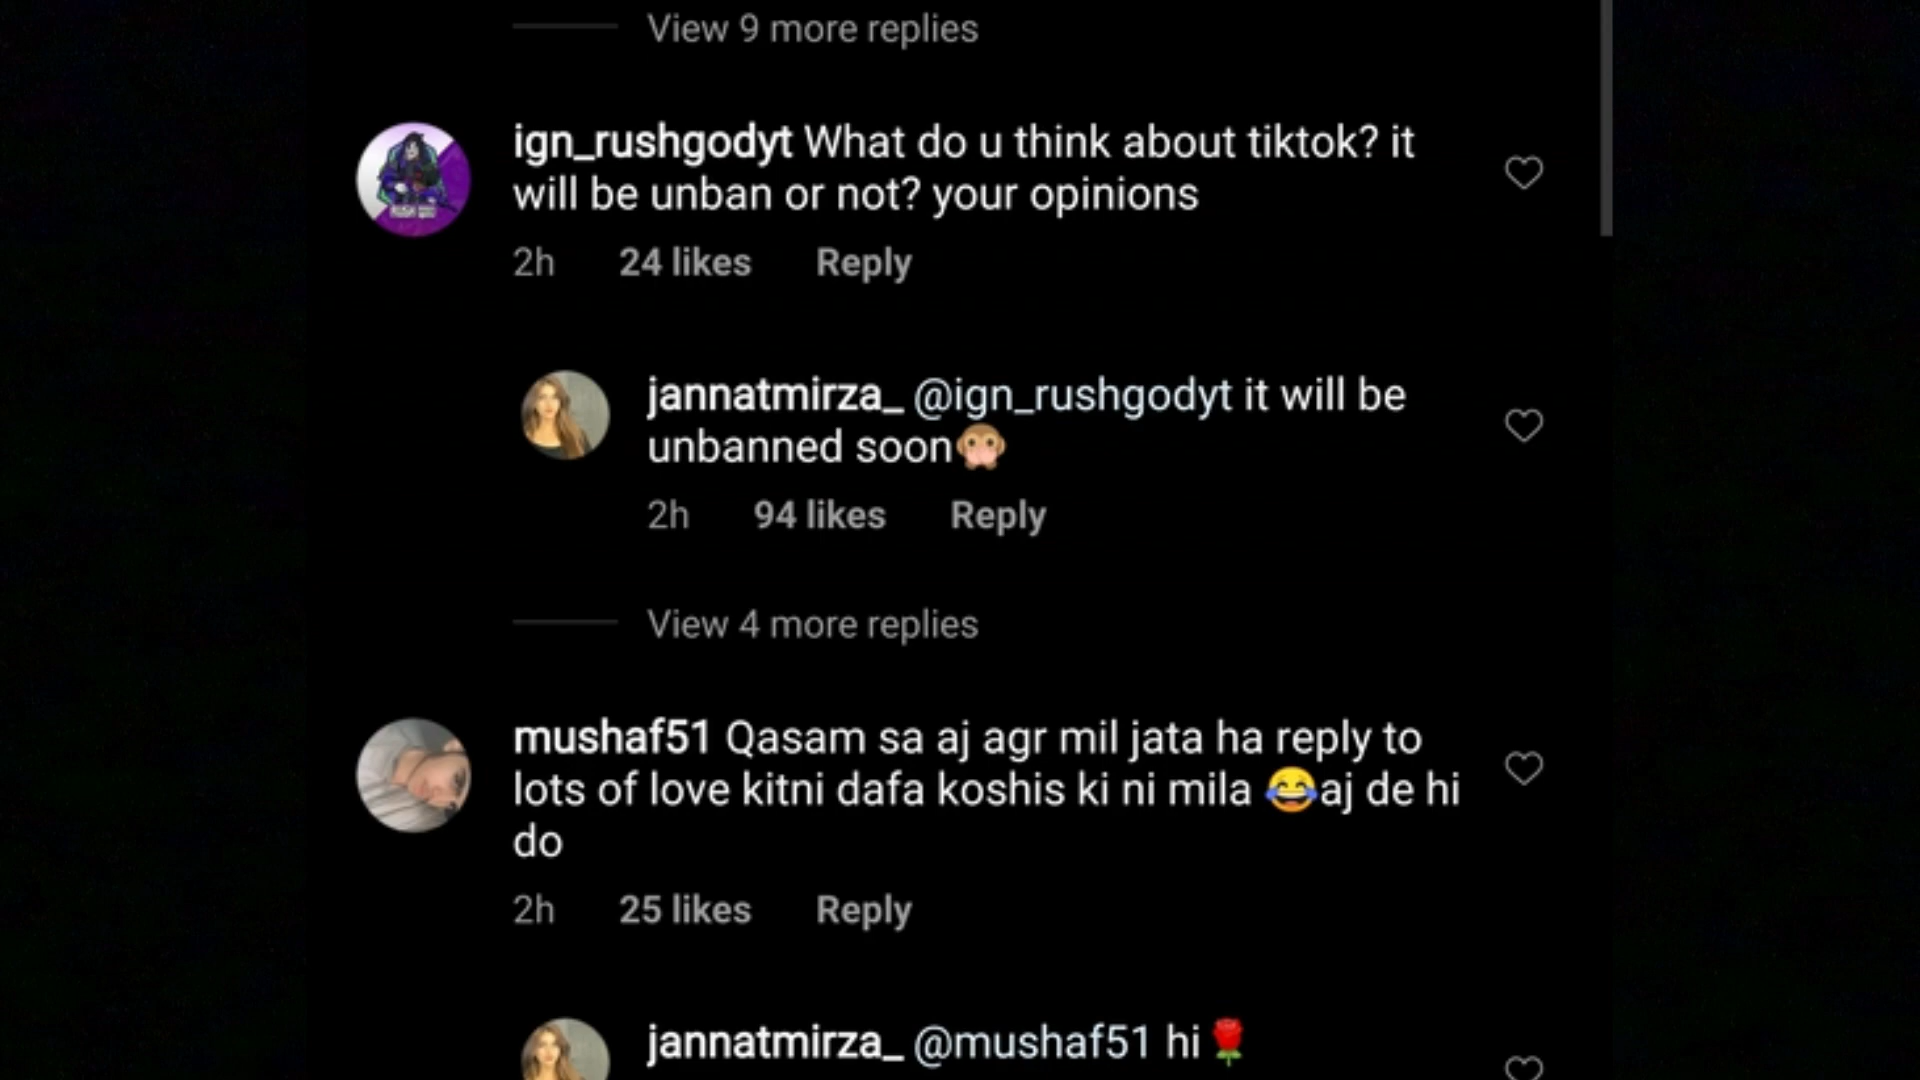 View 9 more replies
ign_rushgodyt What do u think about tiktok? it
will be unban or not? your opinions
2h 24 likes Reply
jannatmirza_ @ign_rushgodyt it will be
unbanned soon🙊
2h 94 likes Reply
View 4 more replies
mushaf51 Qasam sa aj agr mil jata ha reply to
lots of love kitni dafa koshis ki ni mila 😂aj de hi
do
2h 25 likes Reply
jannatmirza_ @mushaf51 hi🌹